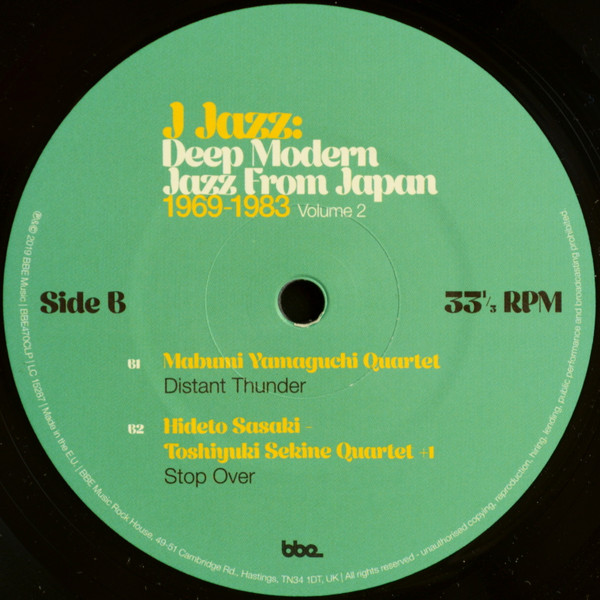 J Jazz:
Deep Modern
Jazz From Japan
1969-1983 Volume 2
Side B
33⅓ RPM
B1 Mabumi Yamaguchi Quartet
Distant Thunder
B2 Hideto Sasaki -
Toshiyuki Sekine Quartet +1
Stop Over
bbe
℗© 2019 BBE Music | BBE470CLP | LC 15287 | Made in the E.U. | BBE Music Rock House, 49-51 Cambridge Rd., Hastings, TN34 1DT, UK | All rights reserved - unauthorised copying, reproduction, hiring, lending, public performance and broadcasting prohibited.